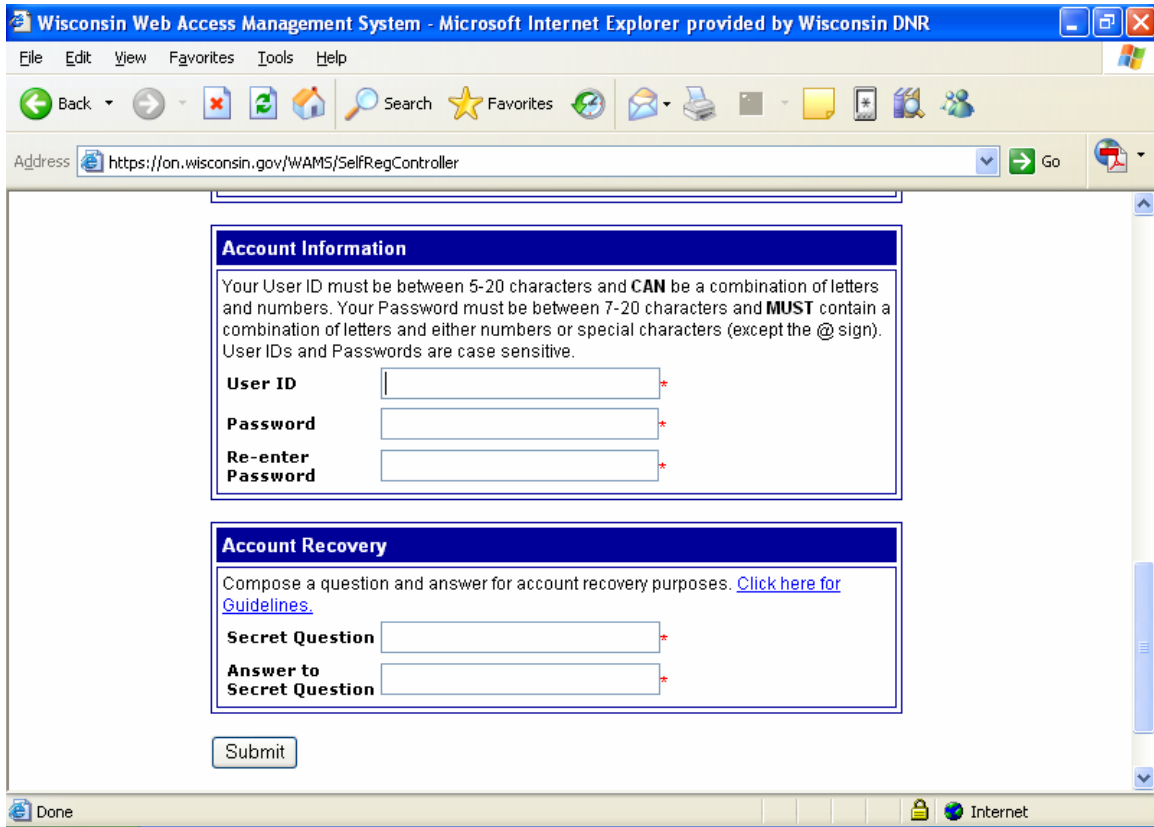 Wisconsin Web Access Management System - Microsoft Internet Explorer provided by Wisconsin DNR
File Edit View Favorites Tools Help
Back Search Favorites
Address https://on.wisconsin.gov/WAMS/SelfRegController Go
Account Information
Your User ID must be between 5-20 characters and CAN be a combination of letters
and numbers. Your Password must be between 7-20 characters and MUST contain a
combination of letters and either numbers or special characters (except the @ sign).
User IDs and Passwords are case sensitive.
User ID *
Password *
Re-enter
Password *
Account Recovery
Compose a question and answer for account recovery purposes. Click here for
Guidelines.
Secret Question *
Answer to
Secret Question *
Submit
Done Internet